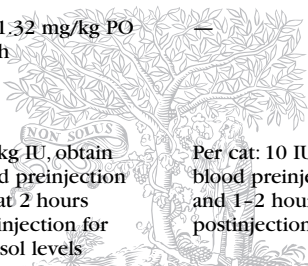 1.32 mg/kg PO
—
h
NON SOLUS
kg IU, obtain
d preinjection
at 2 hours
injection for
sol levels
Per cat: 10 IU
blood preinje
and 1–2 hour
postinjection